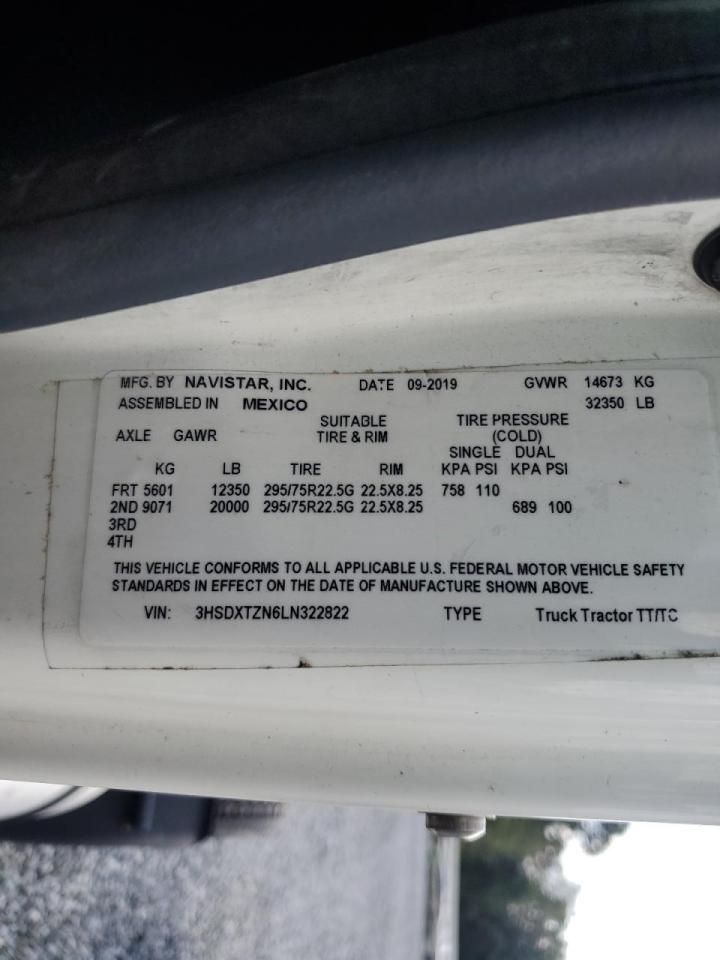 MFG. BY NAVISTAR, INC. DATE 09-2019 GVWR 14673 KG
ASSEMBLED IN MEXICO 32350 LB
SUITABLE TIRE PRESSURE
AXLE GAWR TIRE & RIM (COLD)
SINGLE DUAL
KG LB TIRE RIM KPA PSI KPA PSI
FRT 5601 12350 295/75R22.5G 22.5X8.25 758 110
2ND 9071 20000 295/75R22.5G 22.5X8.25 689 100
3RD
4TH
THIS VEHICLE CONFORMS TO ALL APPLICABLE U.S. FEDERAL MOTOR VEHICLE SAFETY
STANDARDS IN EFFECT ON THE DATE OF MANUFACTURE SHOWN ABOVE.
VIN: 3HSDXTZN6LN322822 TYPE Truck Tractor TT/TC